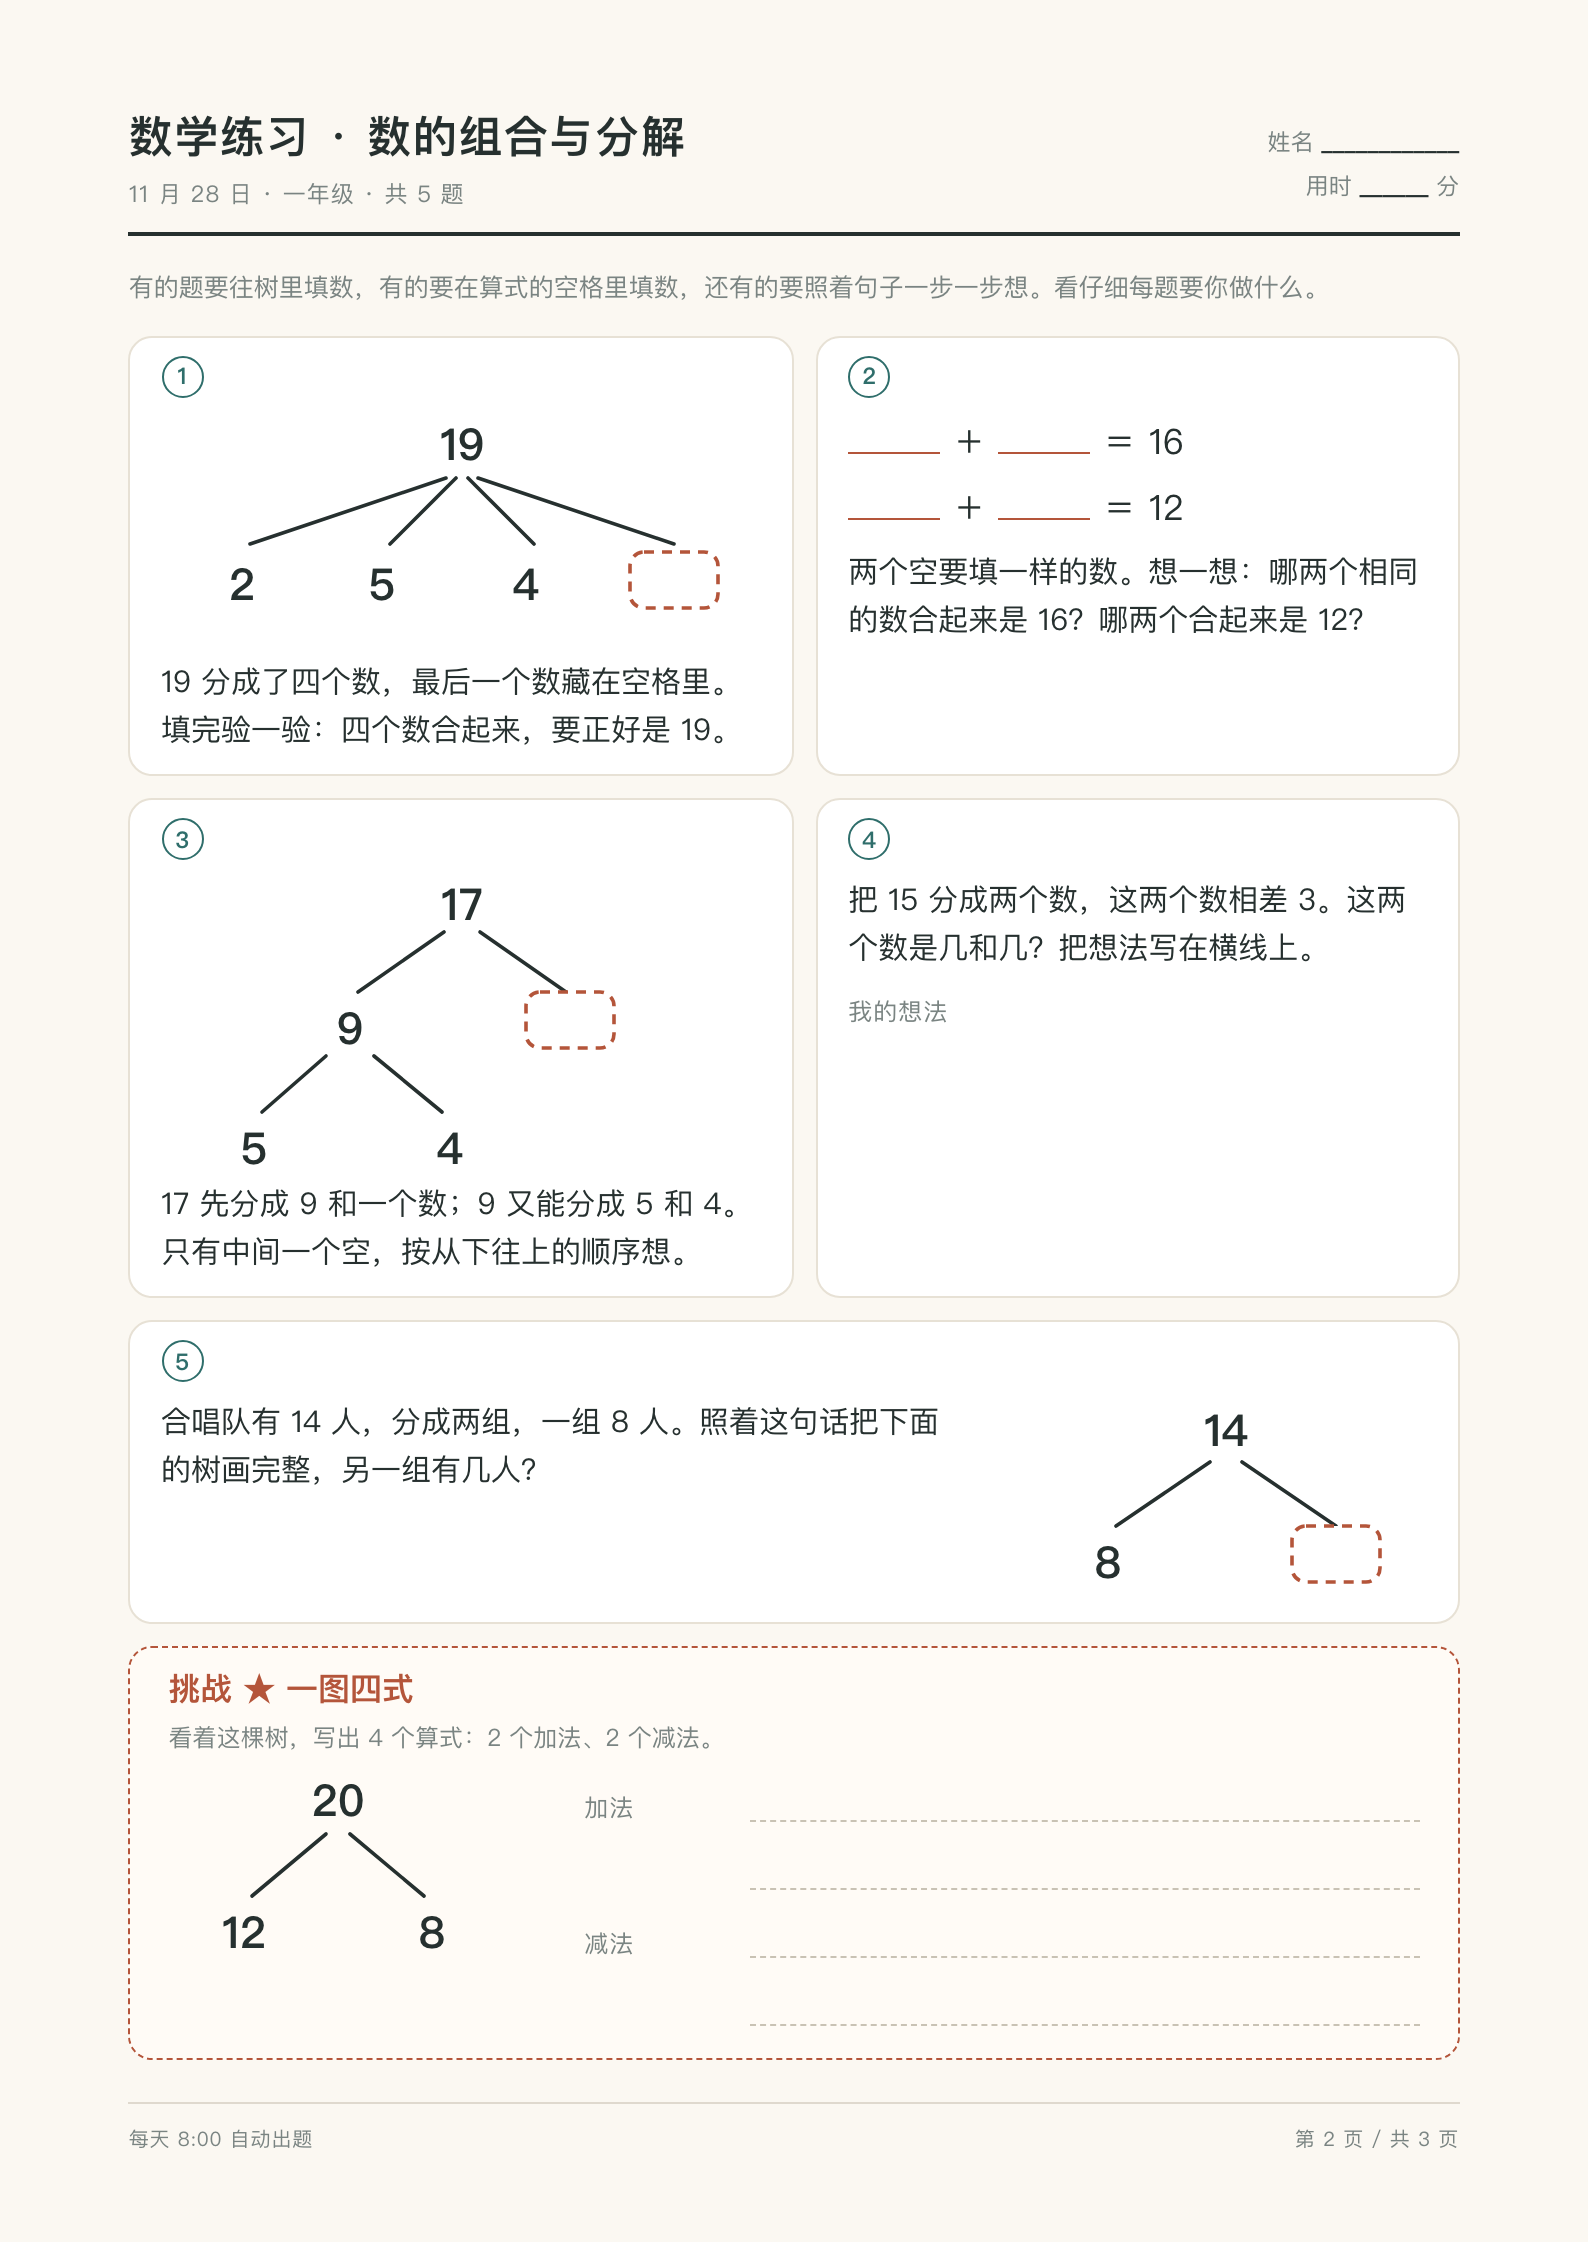 数学练习 · 数的组合与分解
11 月 28 日 · 一年级 · 共 5 题
姓名 ____________
用时 ______ 分
有的题要往树里填数，有的要在算式的空格里填数，还有的要照着句子一步一步想。看仔细每题要你做什么。
1
19
2 5 4
19 分成了四个数，最后一个数藏在空格里。
填完验一验：四个数合起来，要正好是 19。
2
____ + ____ = 16
____ + ____ = 12
两个空要填一样的数。想一想：哪两个相同
的数合起来是 16？哪两个合起来是 12？
3
17
9
5 4
17 先分成 9 和一个数；9 又能分成 5 和 4。
只有中间一个空，按从下往上的顺序想。
4
把 15 分成两个数，这两个数相差 3。这两
个数是几和几？把想法写在横线上。
我的想法
5
合唱队有 14 人，分成两组，一组 8 人。照着这句话把下面
的树画完整，另一组有几人？
14
8
挑战 ★ 一图四式
看着这棵树，写出 4 个算式：2 个加法、2 个减法。
20
12 8
加法
减法
每天 8:00 自动出题
第 2 页 / 共 3 页